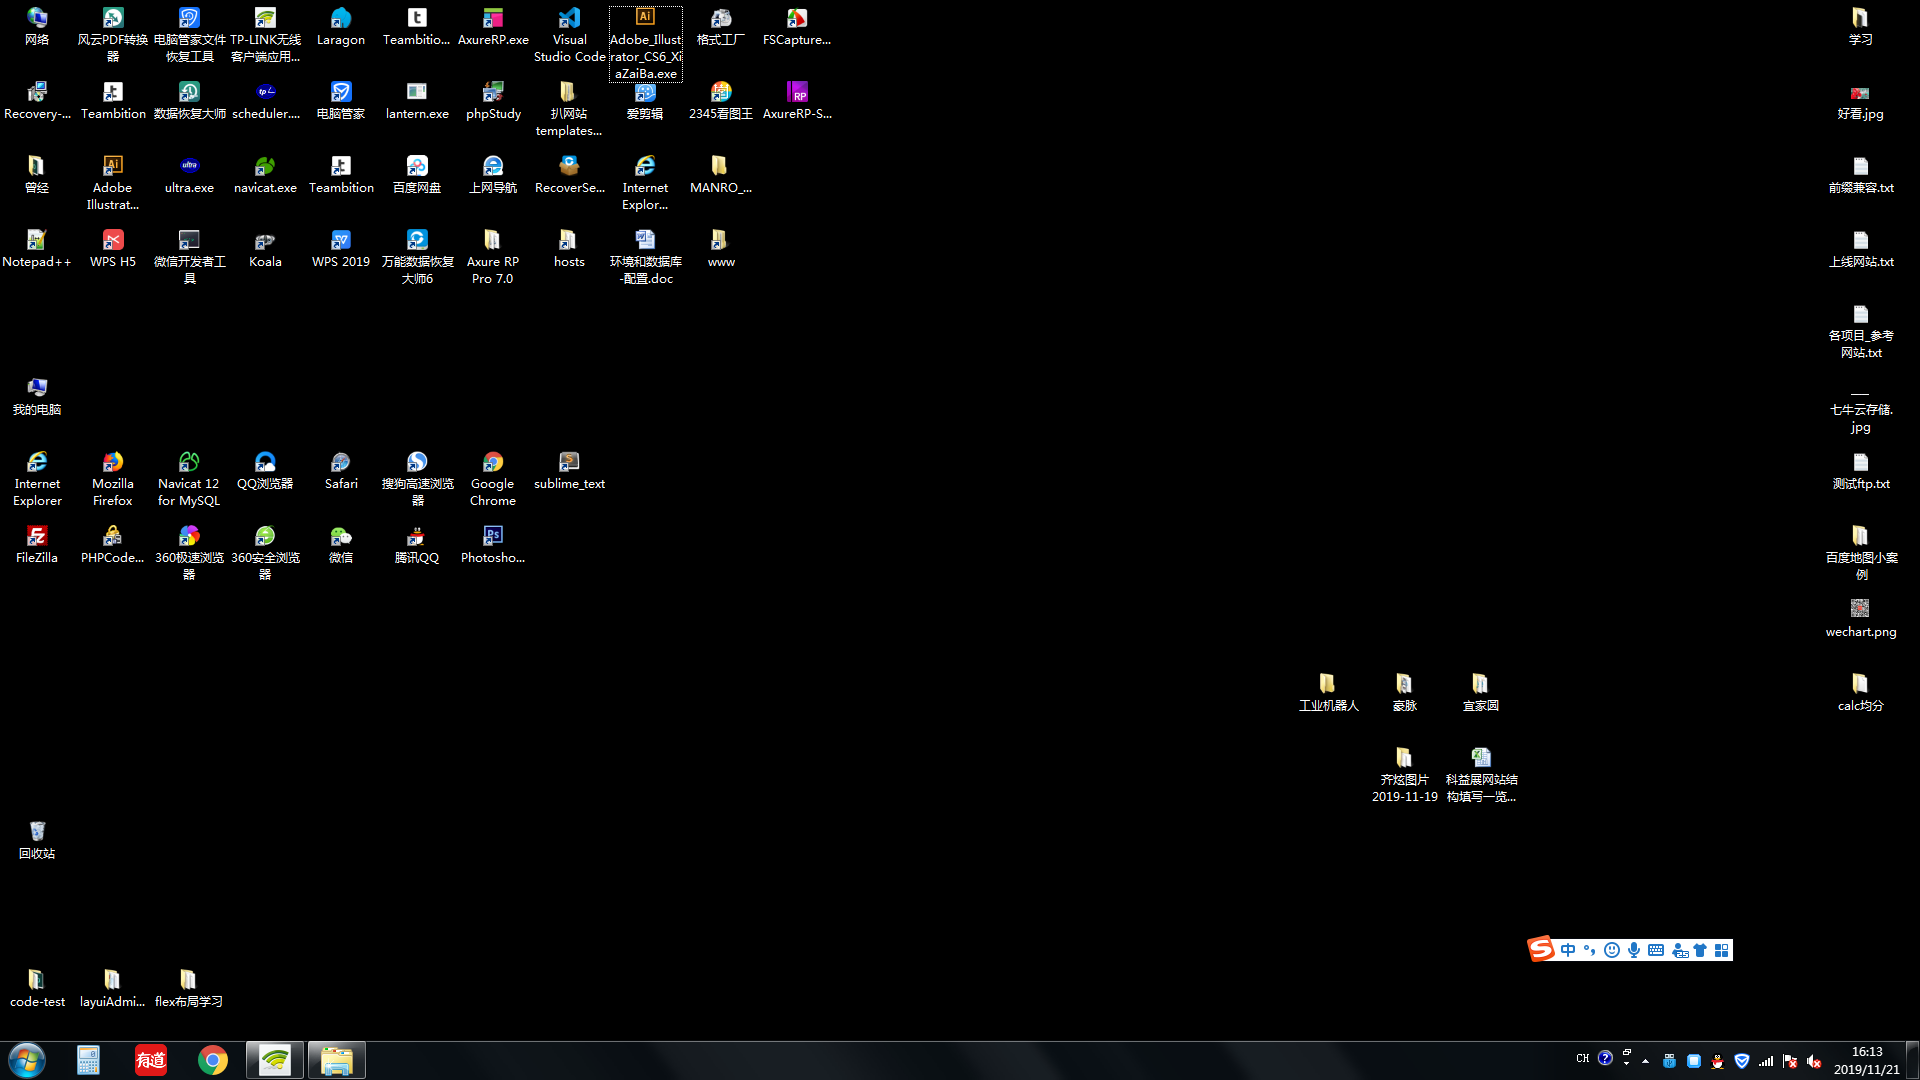 网络
风云PDF转换
器
电脑管家文件
恢复工具
TP-LINK无线
客户端应用...
Laragon
Teambitio...
AxureRP.exe
Visual
Studio Code
Adobe_Illust
rator_CS6_Xi
aZaiBa.exe
格式工厂
FSCapture...
学习
Recovery-...
Teambition
数据恢复大师
scheduler....
电脑管家
lantern.exe
phpStudy
扒网站
templates...
爱剪辑
2345看图王
AxureRP-S...
好看.jpg
曾经
Adobe
Illustrat...
ultra.exe
navicat.exe
Teambition
百度网盘
上网导航
RecoverSe...
Internet
Explor...
MANRO_...
前缀兼容.txt
Notepad++
WPS H5
微信开发者工
具
Koala
WPS 2019
万能数据恢复
大师6
Axure RP
Pro 7.0
hosts
环境和数据库
-配置.doc
www
上线网站.txt
各项目_参考
网站.txt
我的电脑
七牛云存储.
jpg
Internet
Explorer
Mozilla
Firefox
Navicat 12
for MySQL
QQ浏览器
Safari
搜狗高速浏览
器
Google
Chrome
sublime_text
测试ftp.txt
FileZilla
PHPCode...
360极速浏览
器
360安全浏览
器
微信
腾讯QQ
Photosho...
百度地图小案
例
wechart.png
工业机器人
豪脉
宜家圆
calc均分
齐炫图片
2019-11-19
科益展网站结
构填写一览...
回收站
中
code-test
layuiAdmi...
flex布局学习
有道
CH
16:13
2019/11/21